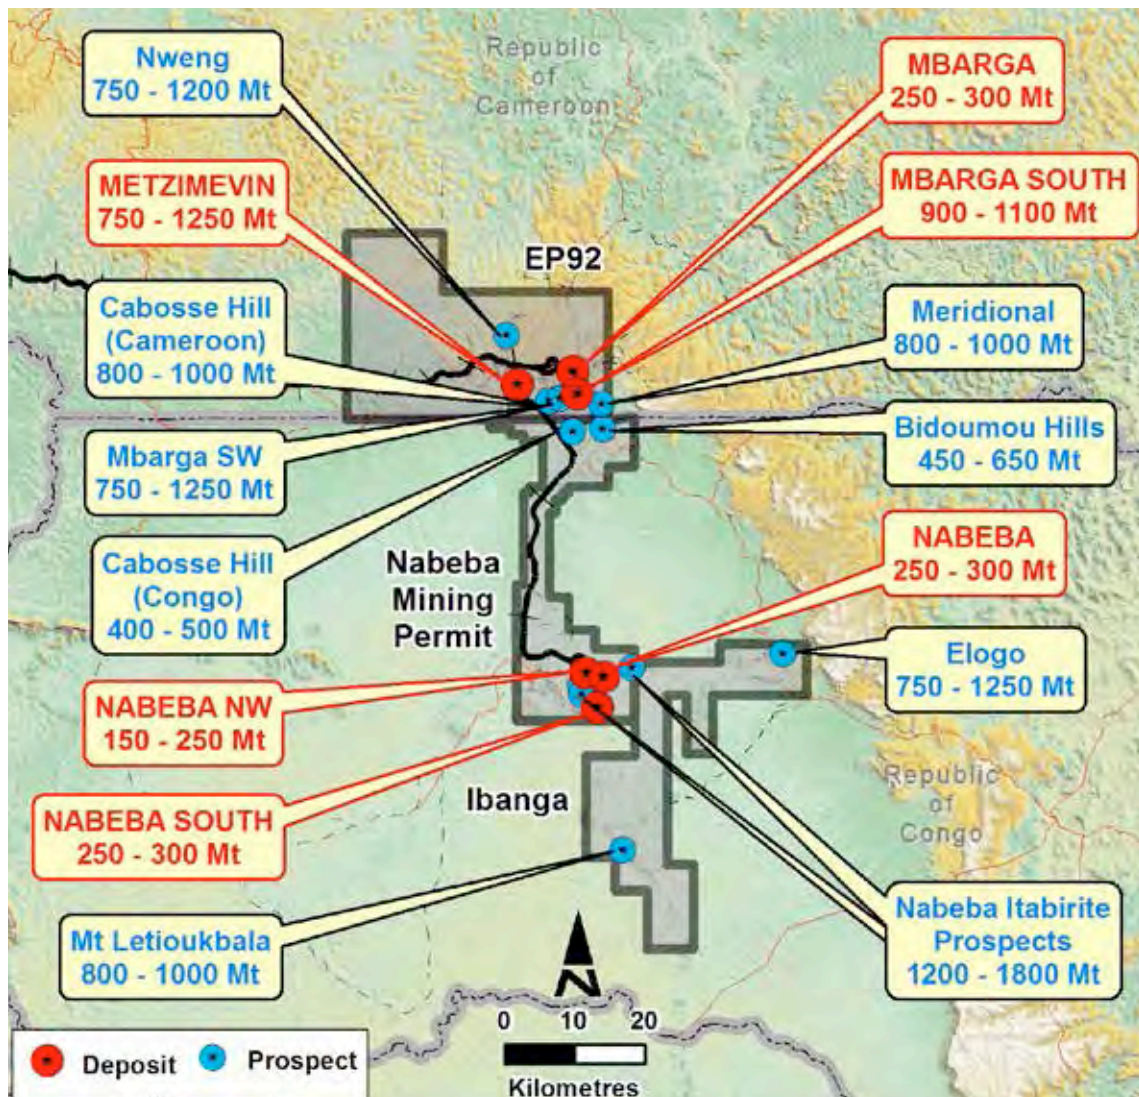 Nweng
750 - 1200 Mt
Republic
of
Cameroon
MBARGA
250 - 300 Mt
METZIMEVIN
750 - 1250 Mt
MBARGA SOUTH
900 - 1100 Mt
EP92
Cabosse Hill
(Cameroon)
800 - 1000 Mt
Meridional
800 - 1000 Mt
Mbarga SW
750 - 1250 Mt
Bidoumou Hills
450 - 650 Mt
Cabosse Hill
(Congo)
400 - 500 Mt
Nabeba
Mining
Permit
NABEBA
250 - 300 Mt
Elogo
750 - 1250 Mt
NABEBA NW
150 - 250 Mt
Republic
of
Congo
Ibanga
NABEBA SOUTH
250 - 300 Mt
Nabeba Itabirite
Prospects
1200 - 1800 Mt
Mt Letioukbala
800 - 1000 Mt
N
0 10 20
Kilometres
Deposit Prospect